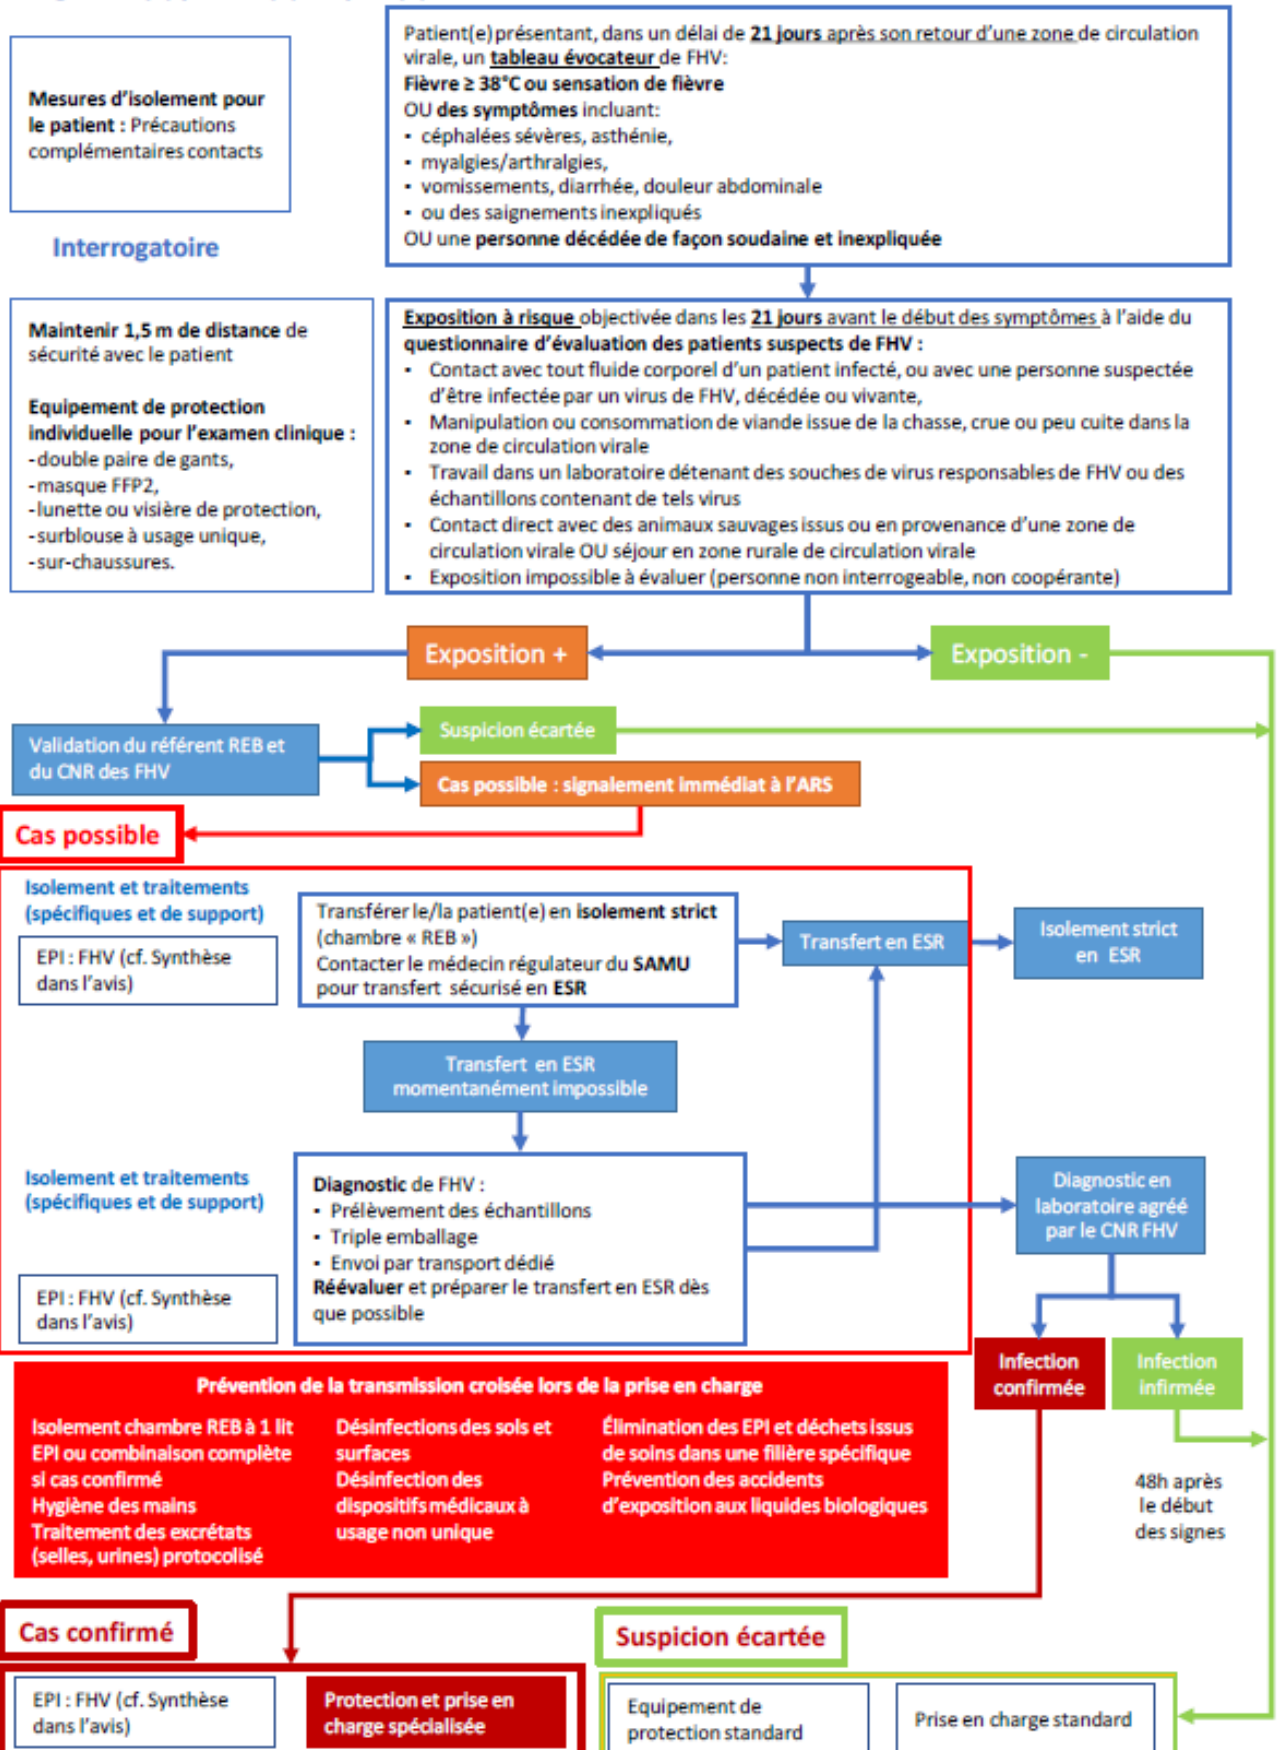 Mesures d'isolement pour
le patient : Précautions
complémentaires contacts
Patient(e) présentant, dans un délai de 21 jours après son retour d'une zone de circulation
virale, un tableau évocateur de FHV:
Fièvre ≥ 38°C ou sensation de fièvre
OU des symptômes incluant:
▪ céphalées sévères, asthénie,
▪ myalgies/arthralgies,
▪ vomissements, diarrhée, douleur abdominale
▪ ou des saignements inexpliqués
OU une personne décédée de façon soudaine et inexpliquée
Interrogatoire
Maintenir 1,5 m de distance de
sécurité avec le patient
Equipement de protection
individuelle pour l'examen clinique :
-double paire de gants,
-masque FFP2,
-lunette ou visière de protection,
-surblouse à usage unique,
-sur-chaussures.
Exposition à risque objectivée dans les 21 jours avant le début des symptômes à l'aide du
questionnaire d'évaluation des patients suspects de FHV :
• Contact avec tout fluide corporel d'un patient infecté, ou avec une personne suspectée
d'être infectée par un virus de FHV, décédée ou vivante,
• Manipulation ou consommation de viande issue de la chasse, crue ou peu cuite dans la
zone de circulation virale
• Travail dans un laboratoire détenant des souches de virus responsables de FHV ou des
échantillons contenant de tels virus
• Contact direct avec des animaux sauvages issus ou en provenance d'une zone de
circulation virale OU séjour en zone rurale de circulation virale
• Exposition impossible à évaluer (personne non interrogeable, non coopérante)
Exposition +
Exposition -
Validation du référent REB et
du CNR des FHV
Suspicion écartée
Cas possible : signalement immédiat à l'ARS
Cas possible
Isolement et traitements
(spécifiques et de support)
EPI : FHV (cf. Synthèse
dans l'avis)
Transférer le/la patient(e) en isolement strict
(chambre « REB »)
Contacter le médecin régulateur du SAMU
pour transfert sécurisé en ESR
Transfert en ESR
Isolement strict
en ESR
Transfert en ESR
momentanément impossible
Isolement et traitements
(spécifiques et de support)
EPI : FHV (cf. Synthèse
dans l'avis)
Diagnostic de FHV :
▪ Prélèvement des échantillons
▪ Triple emballage
▪ Envoi par transport dédié
Réévaluer et préparer le transfert en ESR dès
que possible
Diagnostic en
laboratoire agréé
par le CNR FHV
Infection
confirmée
Infection
infirmée
48h après
le début
des signes
Prévention de la transmission croisée lors de la prise en charge
Isolement chambre REB à 1 lit
EPI ou combinaison complète
si cas confirmé
Hygiène des mains
Traitement des excrétats
(selles, urines) protocolisé
Désinfections des sols et
surfaces
Désinfection des
dispositifs médicaux à
usage non unique
Élimination des EPI et déchets issus
de soins dans une filière spécifique
Prévention des accidents
d'exposition aux liquides biologiques
Cas confirmé
EPI : FHV (cf. Synthèse
dans l'avis)
Protection et prise en
charge spécialisée
Suspicion écartée
Equipement de
protection standard
Prise en charge standard